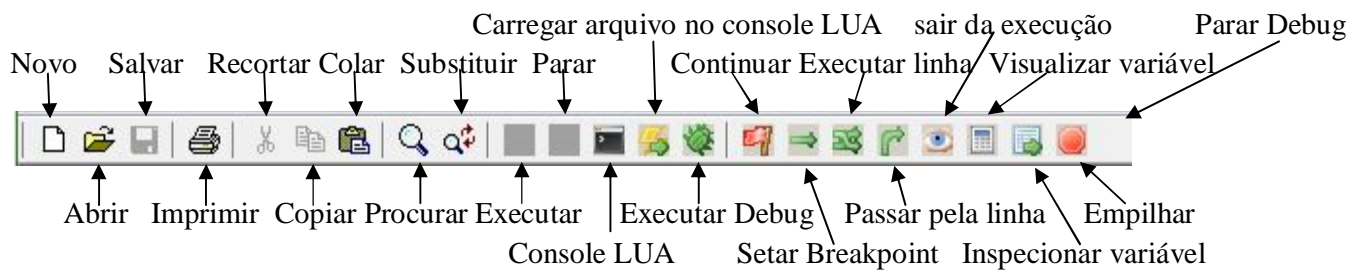 Carregar arquivo no console LUA sair da execução Parar Debug
Novo Salvar Recortar Colar Substituir Parar Continuar Executar linha Visualizar variável
Abrir Imprimir Copiar Procurar Executar Executar Debug Passar pela linha Empilhar
Console LUA Setar Breakpoint Inspecionar variável